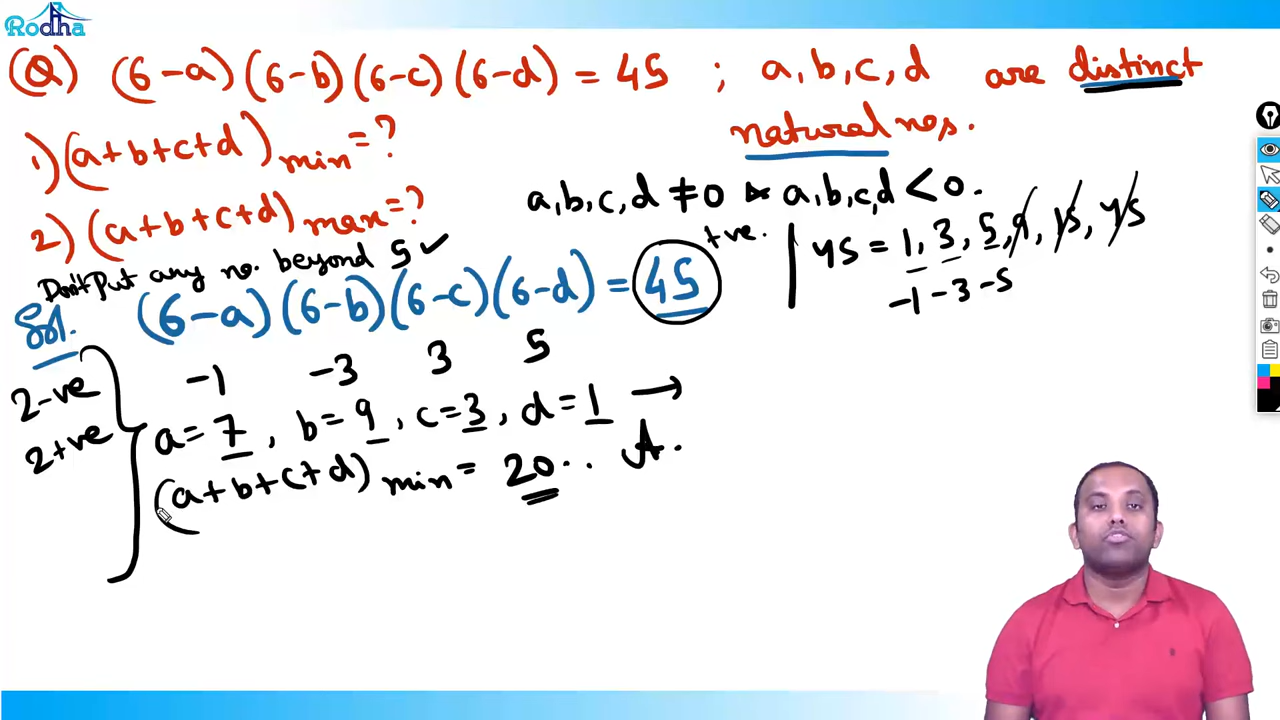 Rodha
(Q) (6-a)(6-b)(6-c)(6-d) = 45 ; a, b, c, d are distinct
natural nos.
1) (a+b+c+d) min = ?
2) (a+b+c+d) max = ?
a, b, c, d ≠ 0 a, b, c, d < 0.
Don't Put any no. beyond 5 ✓
+ve.
45 = 1, 3, 5, 9, 15, 45
-1 -3 -5
Sol. (6-a)(6-b)(6-c)(6-d) = 45
2 -ve
2 +ve
-1 -3 3 5
a = 7, b = 9, c = 3, d = 1 →
(a+b+c+d) min = 20.. A.